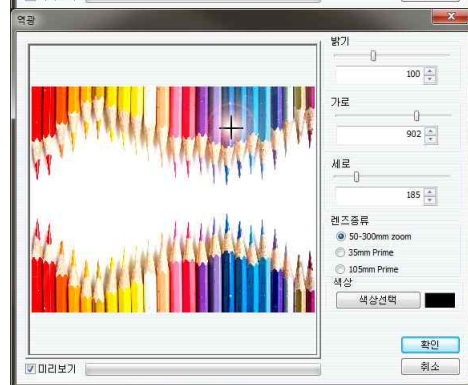 역광
밝기
100
가로
902
세로
185
렌즈종류
50-300mm zoom
35mm Prime
105mm Prime
색상
색상선택
확인
미리보기
취소